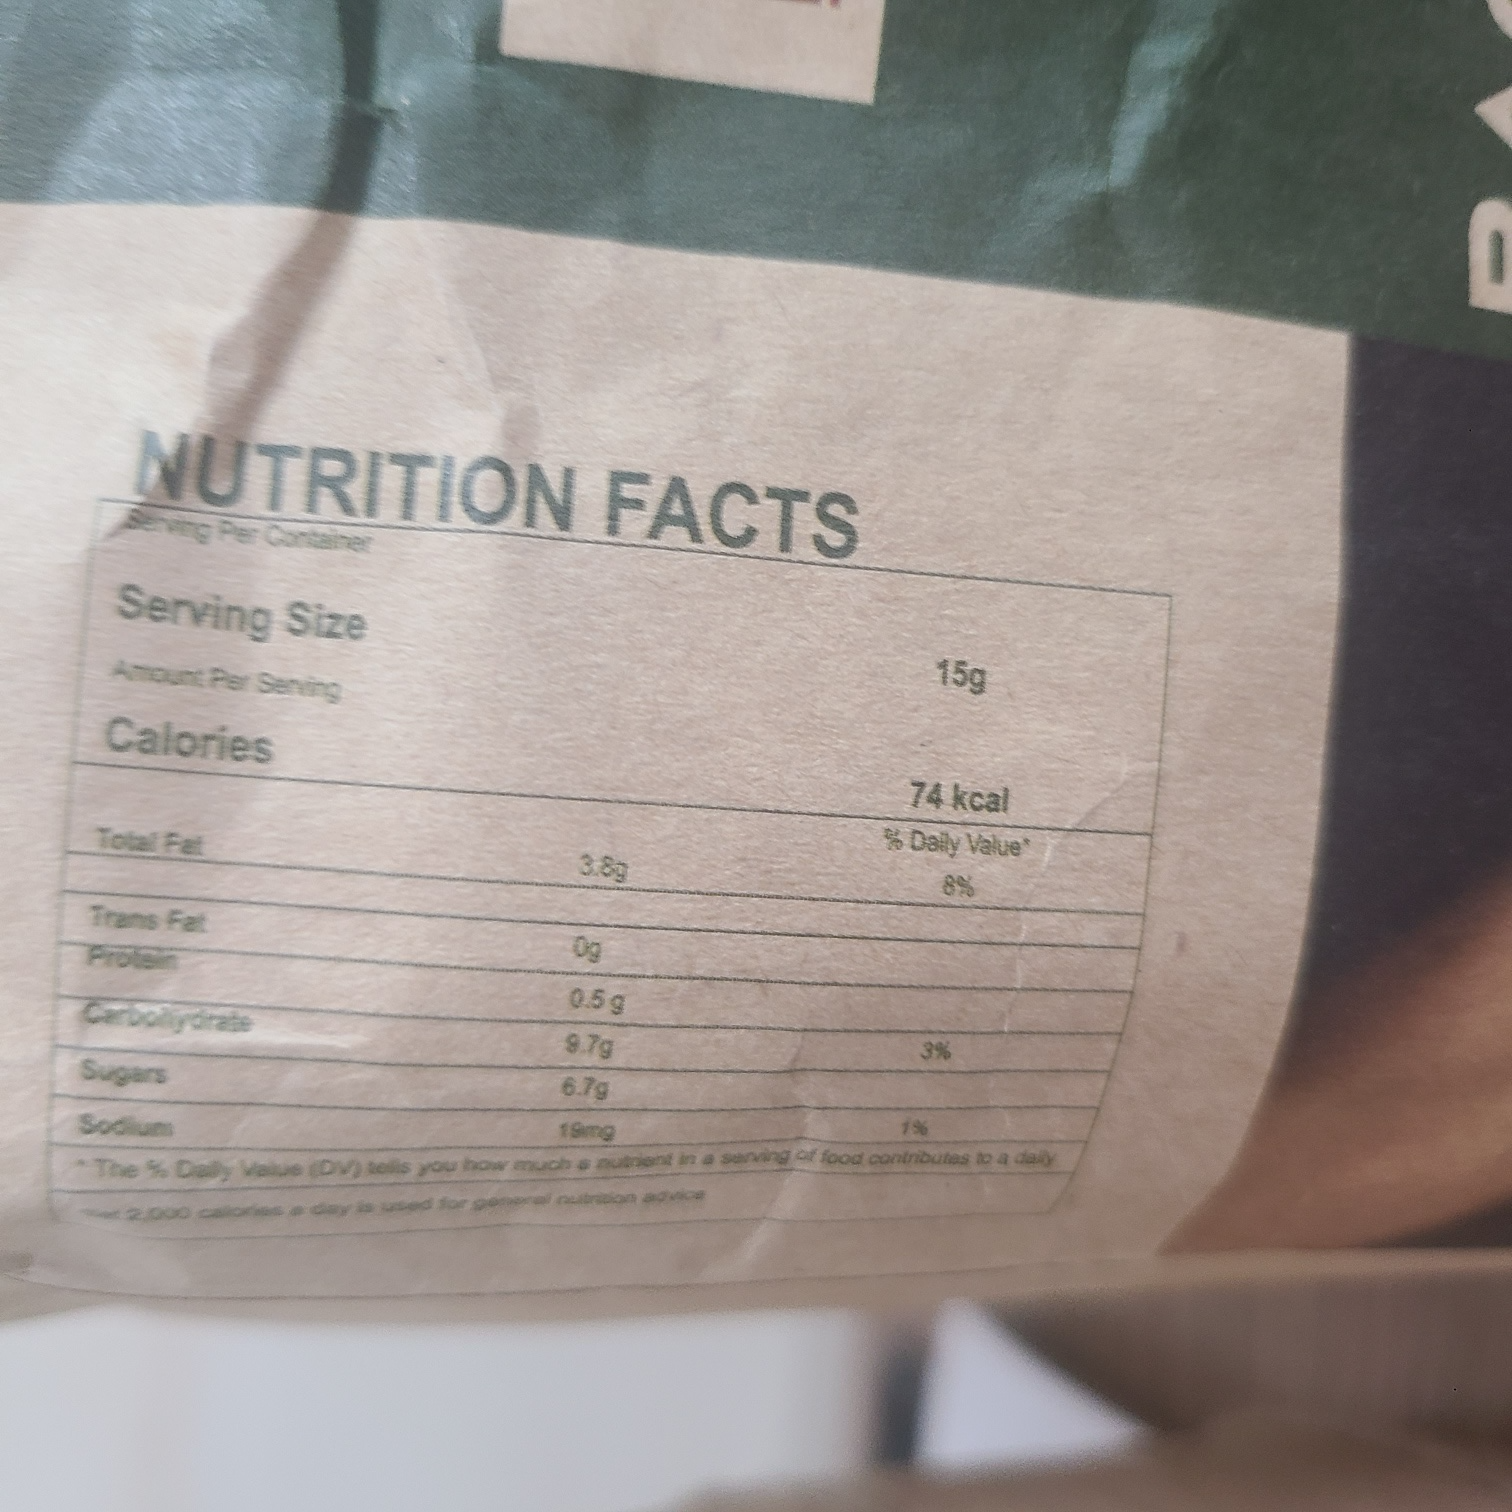 NUTRITION FACTS
Serving Per Container
Serving Size 15g
Amount Per Serving
Calories 74 kcal
% Daily Value*
Total Fat 3.8g 8%
Trans Fat 0g
Protein 0.5 g
Carbohydrate 9.7g 3%
Sugars 6.7g
Sodium 19mg 1%
* The % Daily Value (DV) tells you how much a nutrient in a serving of food contributes to a daily
2,000 calories a day is used for general nutrition advice